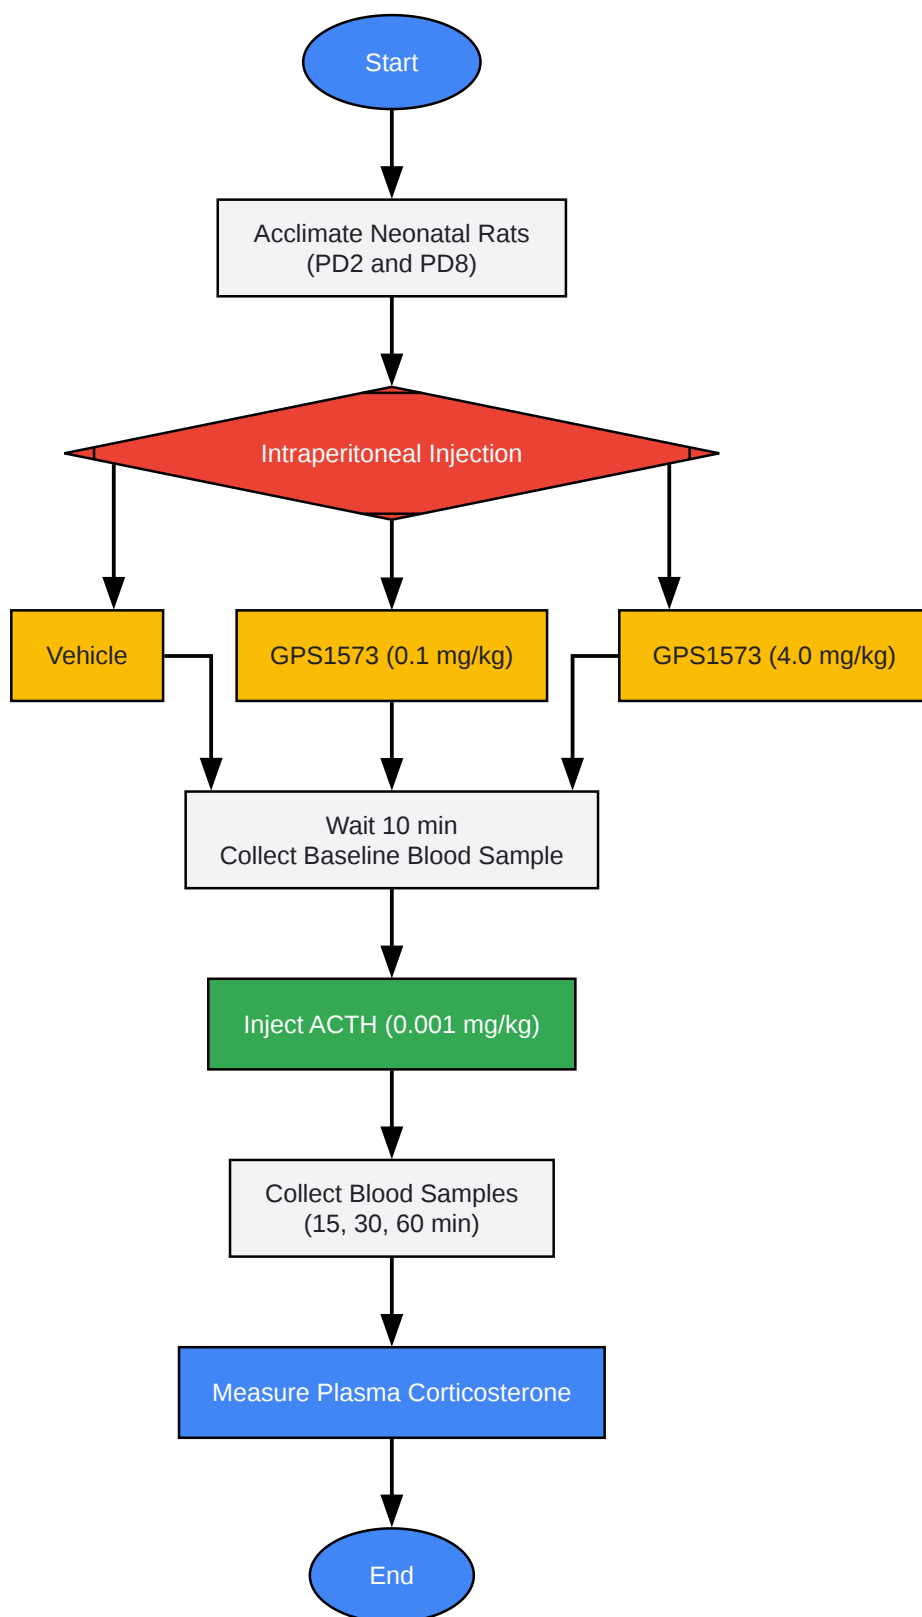 Start
Acclimate Neonatal Rats
(PD2 and PD8)
Intraperitoneal Injection
Vehicle
GPS1573 (0.1 mg/kg)
GPS1573 (4.0 mg/kg)
Wait 10 min
Collect Baseline Blood Sample
Inject ACTH (0.001 mg/kg)
Collect Blood Samples
(15, 30, 60 min)
Measure Plasma Corticosterone
End